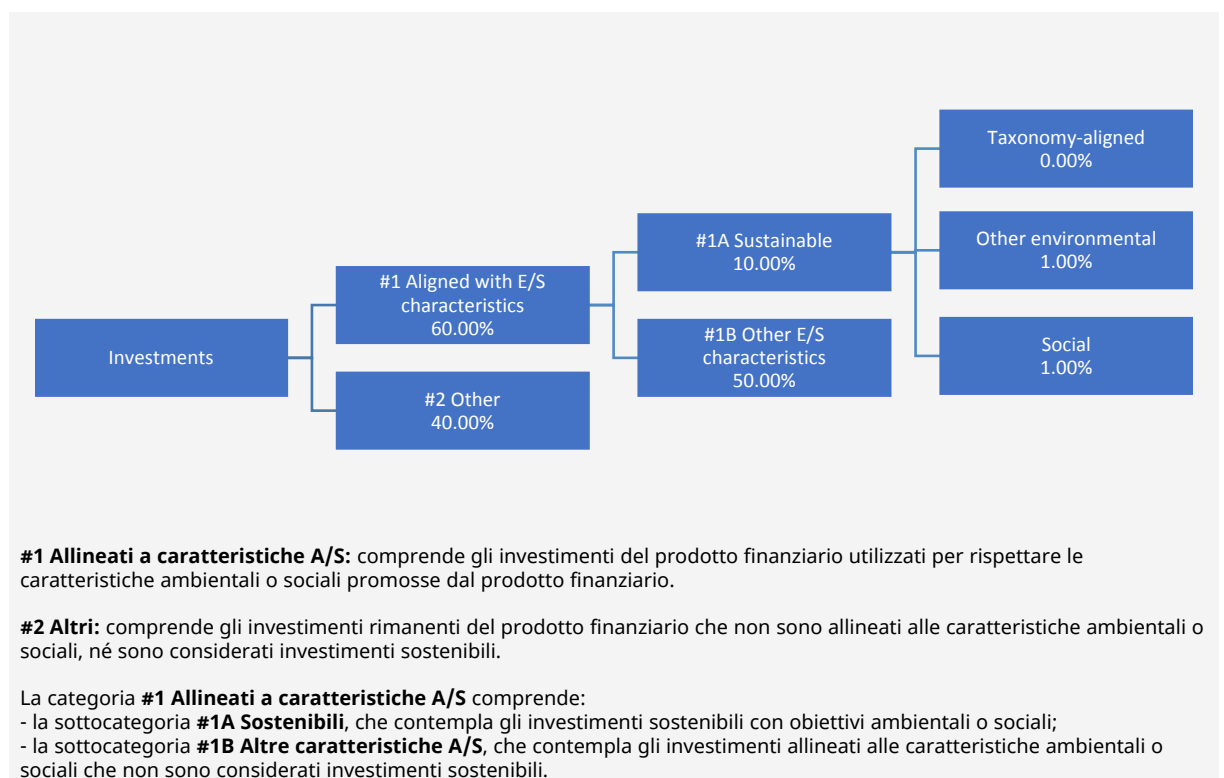 Investments
#1 Aligned with E/S
characteristics
60.00%
#2 Other
40.00%
#1A Sustainable
10.00%
#1B Other E/S
characteristics
50.00%
Taxonomy-aligned
0.00%
Other environmental
1.00%
Social
1.00%
#1 Allineati a caratteristiche A/S: comprende gli investimenti del prodotto finanziario utilizzati per rispettare le
caratteristiche ambientali o sociali promosse dal prodotto finanziario.
#2 Altri: comprende gli investimenti rimanenti del prodotto finanziario che non sono allineati alle caratteristiche ambientali o
sociali, né sono considerati investimenti sostenibili.
La categoria #1 Allineati a caratteristiche A/S comprende:
- la sottocategoria #1A Sostenibili, che contempla gli investimenti sostenibili con obiettivi ambientali o sociali;
- la sottocategoria #1B Altre caratteristiche A/S, che contempla gli investimenti allineati alle caratteristiche ambientali o
sociali che non sono considerati investimenti sostenibili.